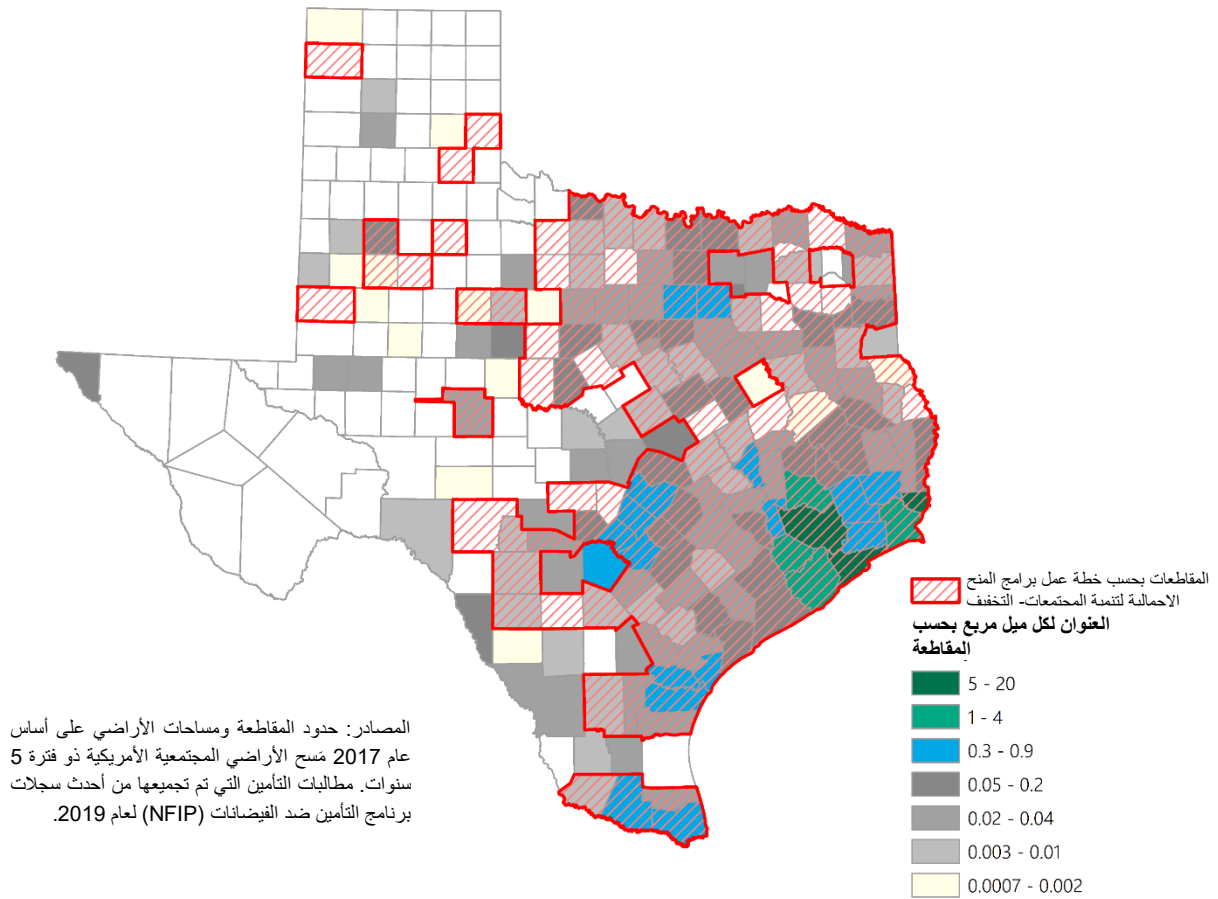 المقاطعات بحسب خطة عمل برامج المنح
الاجمالية لتنمية المجتمعات- التخفيف
العنوان لكل ميل مربع بحسب
المقاطعة
5 - 20
1 - 4
0.3 - 0.9
0.05 - 0.2
0.02 - 0.04
0.003 - 0.01
0.0007 - 0.002
المصادر: حدود المقاطعة ومساحات الأراضي على أساس
عام 2017 مَسح الأراضي المجتمعية الأمريكية ذو فترة 5
سنوات. مطالبات التأمين التي تم تجميعها من أحدث سجلات
برنامج التأمين ضد الفيضانات (NFIP) لعام 2019.